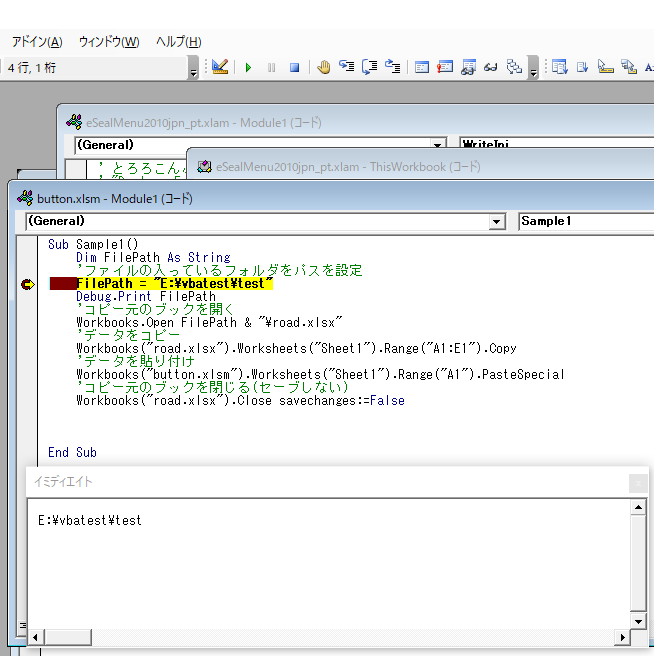 アドイン(A) ウィンドウ(W) ヘルプ(H)
4 行, 1 桁
eSealMenu2010jpn_pt.xlam - Module1 (コード)
(General) WriteIni
eSealMenu2010jpn_pt.xlam - ThisWorkbook (コード)
button.xlsm - Module1 (コード)
(General) Sample1
Sub Sample1()
Dim FilePath As String
'ファイルの入っているフォルダをパスを設定
FilePath = "E:¥vbatest¥test"
Debug.Print FilePath
'コピー元のブックを開く
Workbooks.Open FilePath & "¥road.xlsx"
'データをコピー
Workbooks("road.xlsx").Worksheets("Sheet1").Range("A1:E1").Copy
'データを貼り付け
Workbooks("button.xlsm").Worksheets("Sheet1").Range("A1").PasteSpecial
'コピー元のブックを閉じる(セーブしない)
Workbooks("road.xlsx").Close savechanges:=False
End Sub
イミディエイト
E:¥vbatest¥test